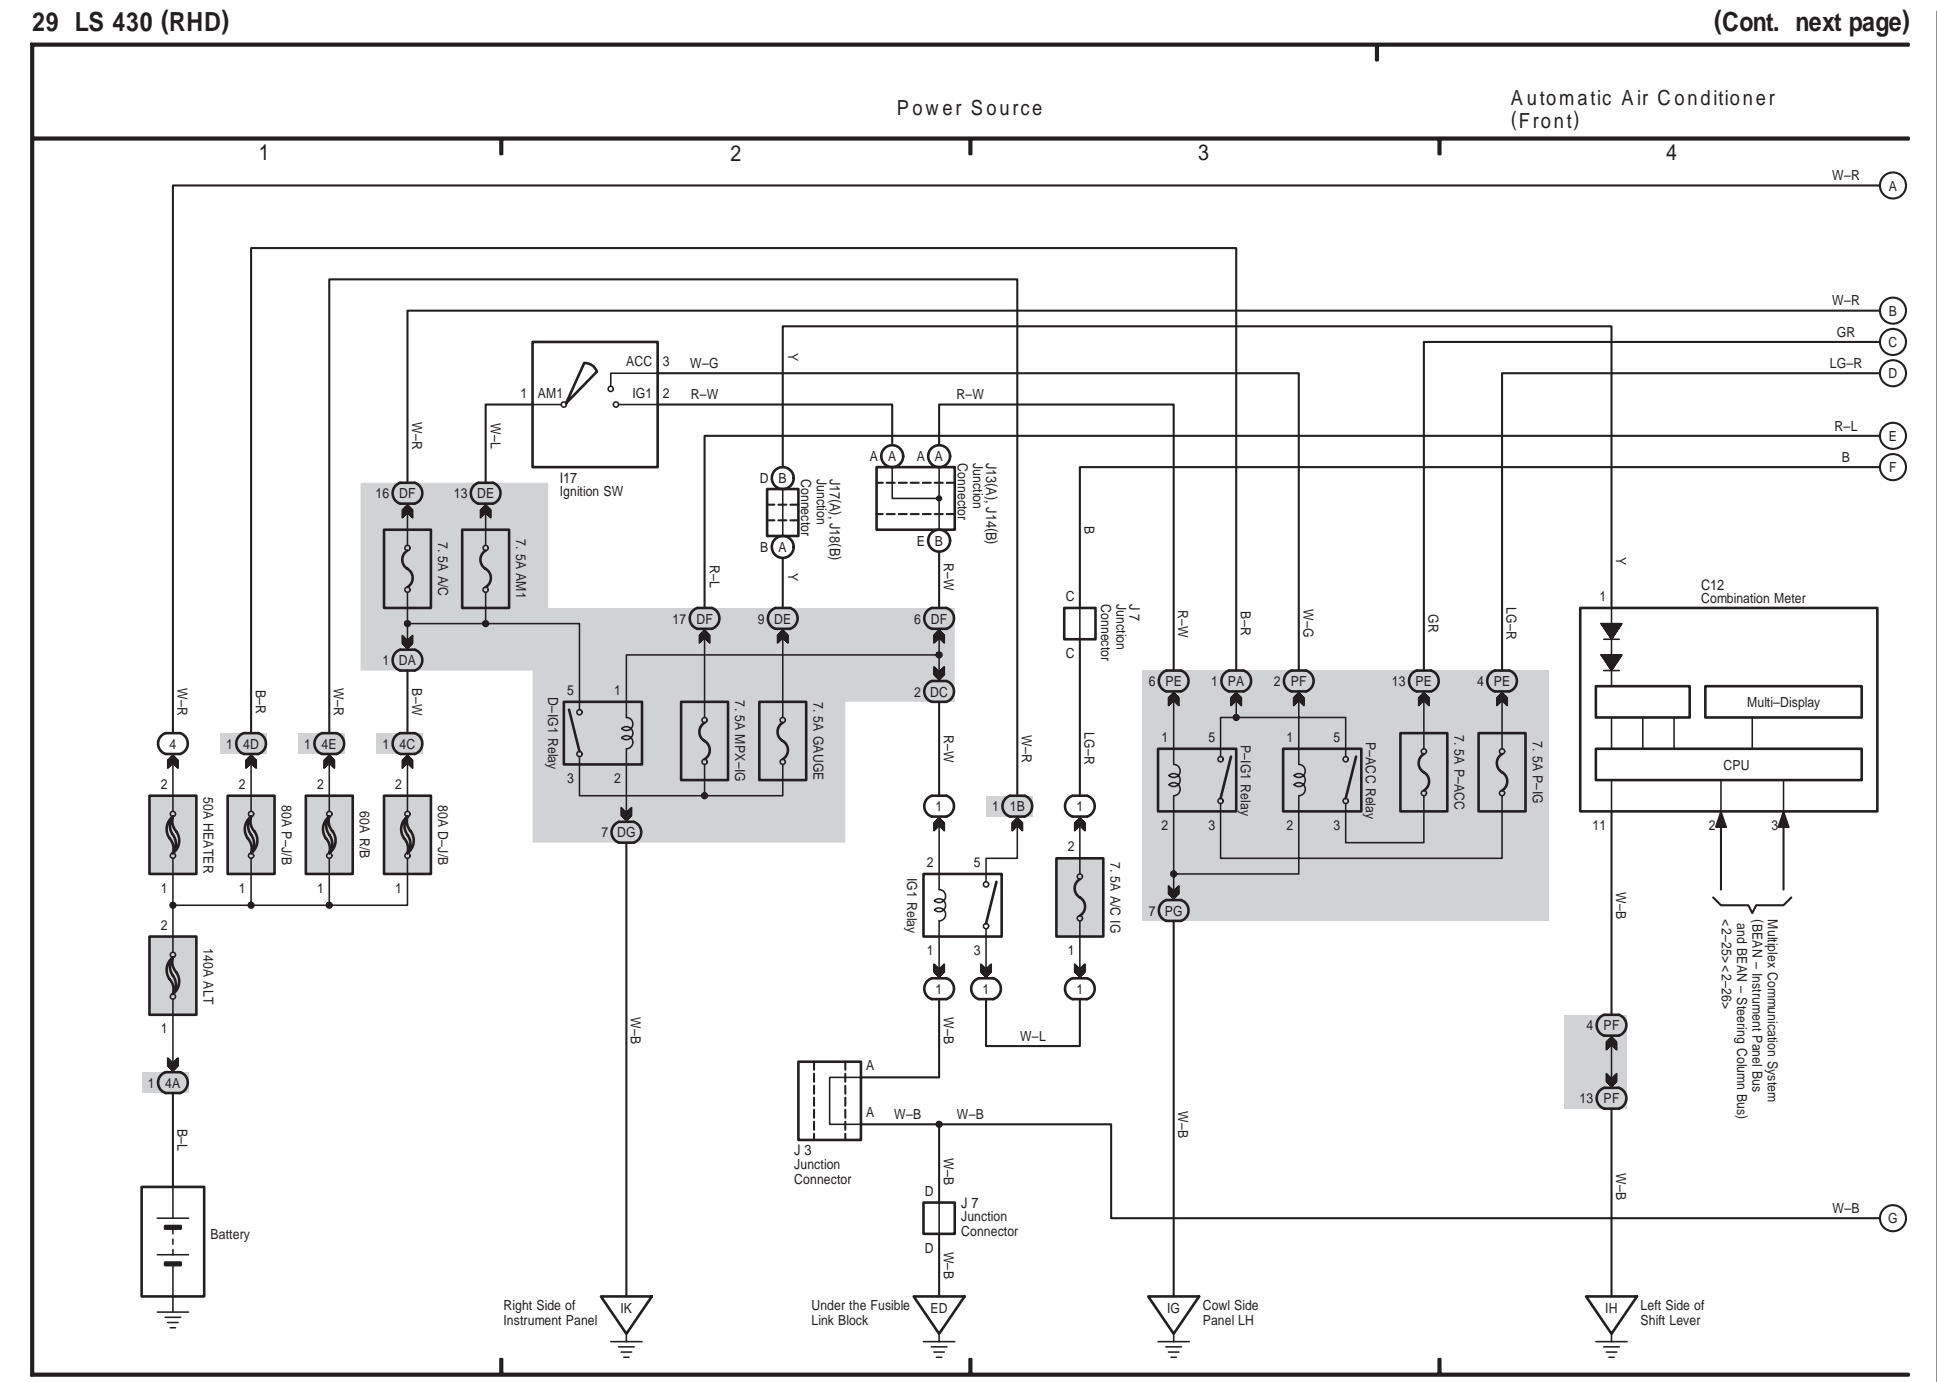 29 LS 430 (RHD)
(Cont. next page)
Power Source
Automatic Air Conditioner
(Front)
1
2
3
4
W–R
A
W–R
B
GR
C
LG–R
D
R–L
E
B
F
ACC 3 W–G
1 AM1
IG1 2 R–W
R–W
I17
Ignition SW
W–R
W–L
Y
16 DF
13 DE
7. 5A A/C
7. 5A AM1
1 DA
D B
B A
J17(A), J18(B)
Junction
Connector
Y
A A
A A
E B
J13(A), J14(B)
Junction
Connector
R–W
R–L
17 DF
9 DE
6 DF
2 DC
5
1
3
2
D–IG1 Relay
7. 5A MPX–IG
7. 5A GAUGE
7 DG
B
C
C
J 7
Junction
Connector
LG–R
R–W
B–R
W–G
GR
LG–R
6 PE
1 PA
2 PF
13 PE
4 PE
1
5
1
5
2
3
2
3
P–IG1 Relay
P–ACC Relay
7. 5A P–ACC
7. 5A P–IG
7 PG
Y
C12
Combination Meter
1
Multi–Display
CPU
11
2
3
W–B
Multiplex Communication System
(BEAN – Instrument Panel Bus
and BEAN – Steering Column Bus)
<2–25><2–26>
W–R
B–R
W–R
B–W
4
1 4D
1 4E
1 4C
2
2
2
2
50A HEATER
80A P–J/B
60A R/B
80A D–J/B
1
1
1
1
2
140A ALT
1
1 4A
B–L
Battery
R–W
W–R
1
1 1B
1
2
5
2
IG1 Relay
7. 5A A/C IG
1
3
1
1
1
1
W–B
W–B
W–L
A
A
W–B
W–B
J 3
Junction
Connector
W–B
D
D
J 7
Junction
Connector
W–B
W–B
4 PF
13 PF
W–B
W–B
G
Right Side of
Instrument Panel
IK
Under the Fusible
Link Block
ED
IG
Cowl Side
Panel LH
IH
Left Side of
Shift Lever